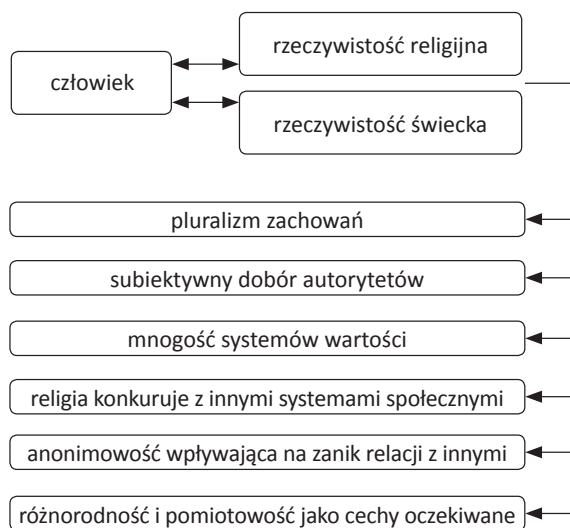 rzeczywistość religijna
człowiek
rzeczywistość świecka
pluralizm zachowań
subiektywny dobór autorytetów
mnogość systemów wartości
religia konkuruje z innymi systemami społecznymi
anonimowość wpływająca na zanik relacji z innymi
różnorodność i pomiotowość jako cechy oczekiwane